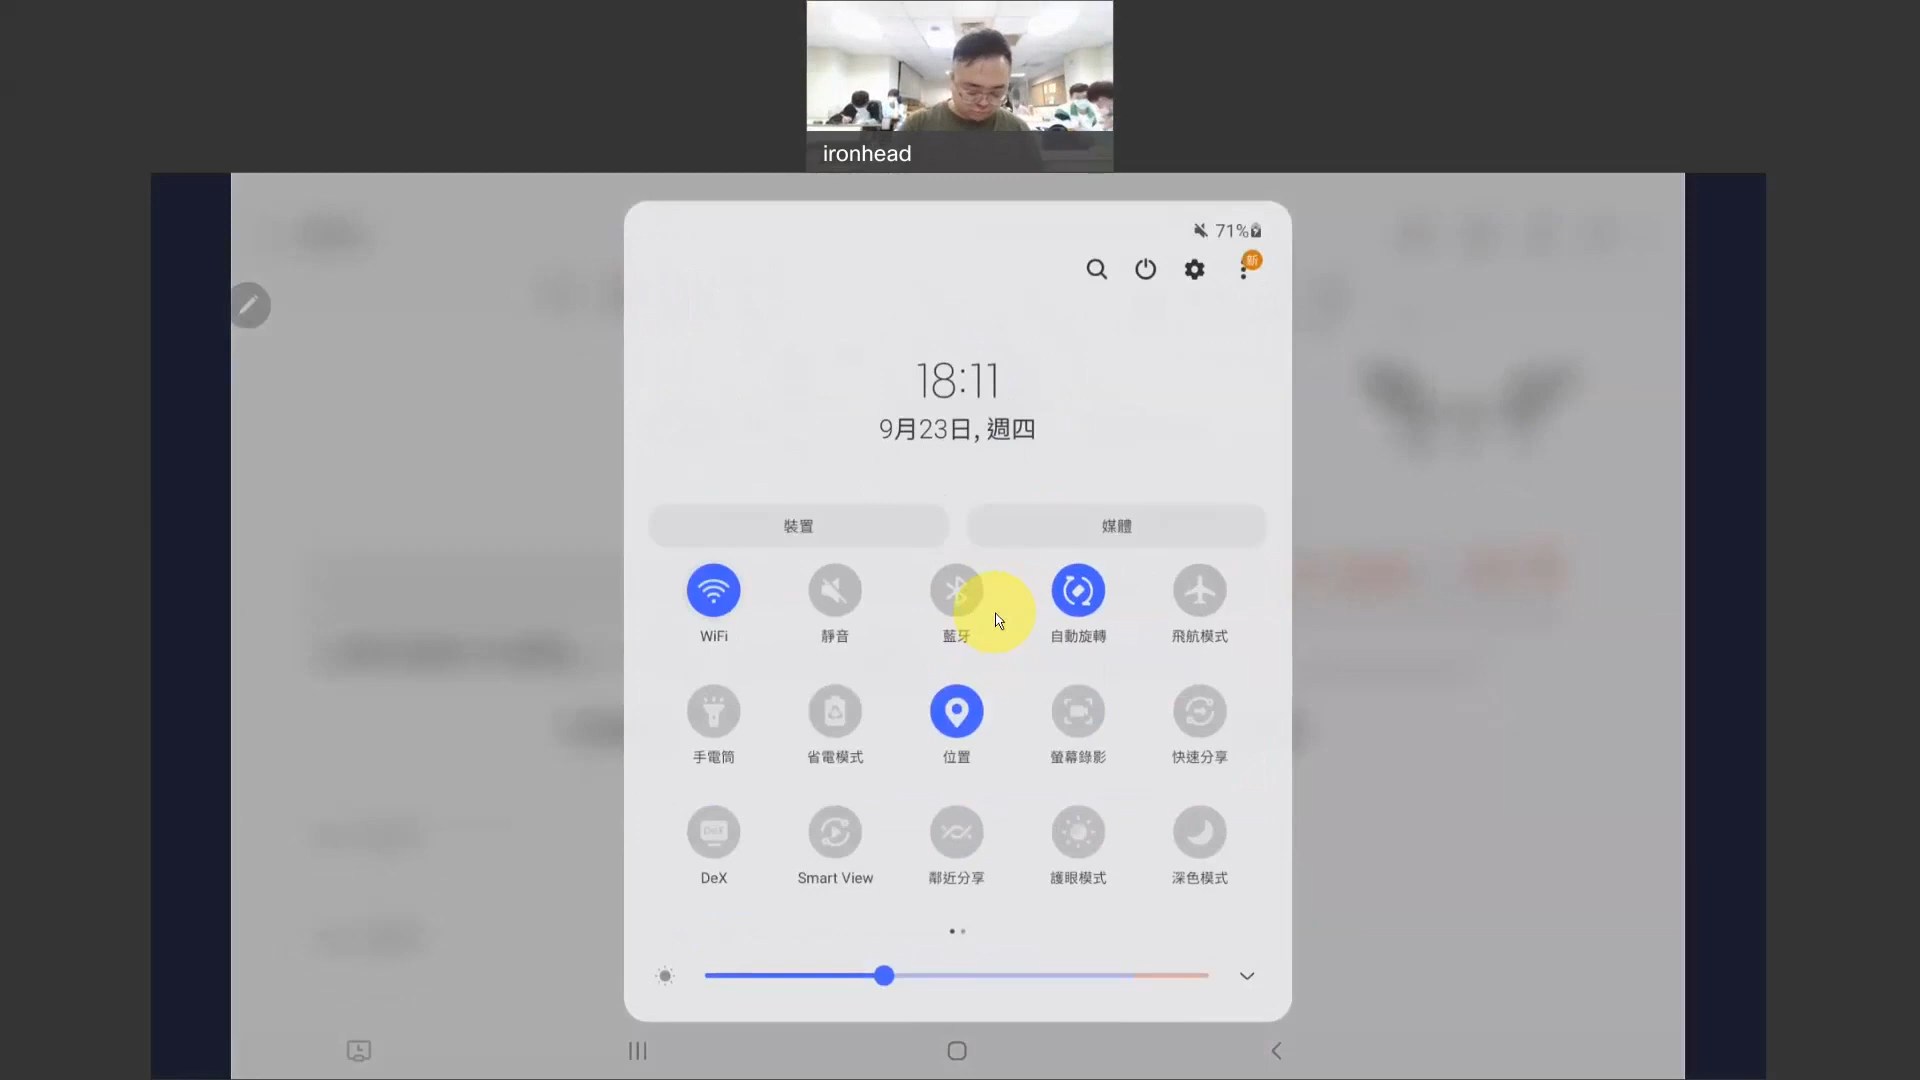 ironhead
71%
新
18:11
9月23日, 週四
裝置
媒體
WiFi
靜音
藍牙
自動旋轉
飛航模式
手電筒
省電模式
位置
螢幕錄影
快速分享
DeX
DeX
Smart View
鄰近分享
護眼模式
深色模式